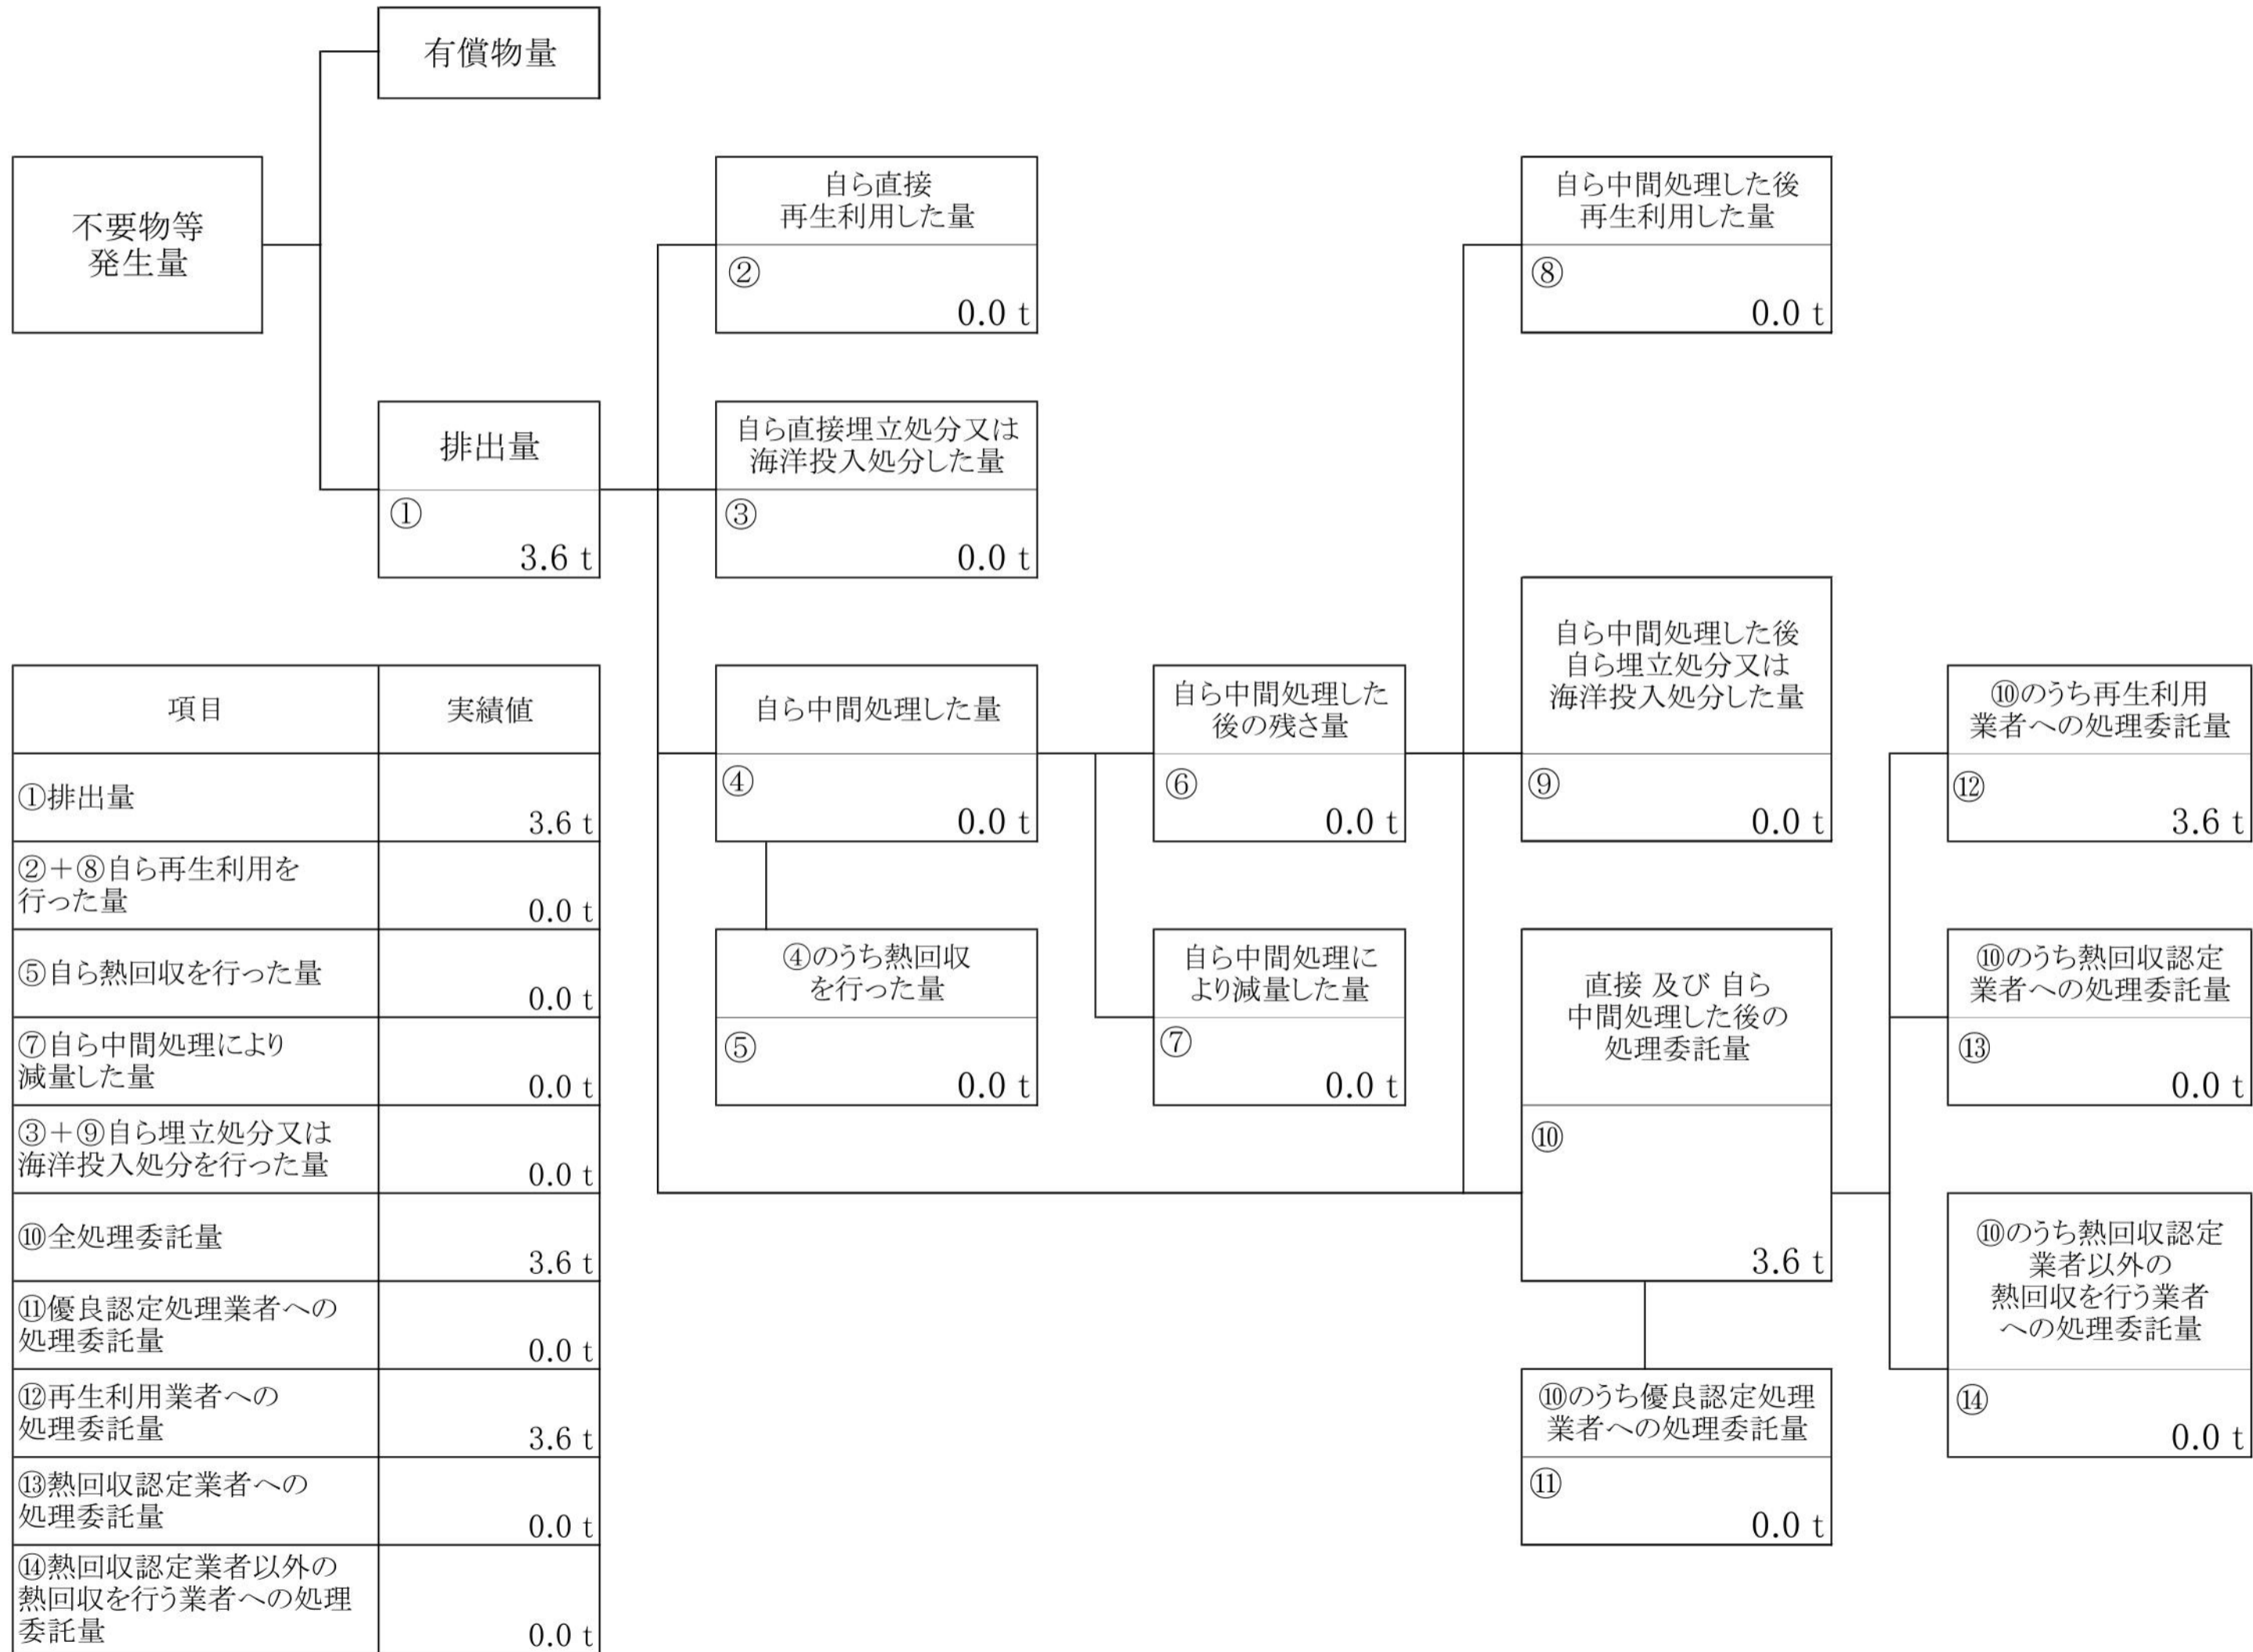 有償物量
不要物等
発生量
排出量
①
3.6 t
自ら直接
再生利用した量
②
0.0 t
自ら直接埋立処分又は
海洋投入処分した量
③
0.0 t
自ら中間処理した量
④
0.0 t
④のうち熱回収
を行った量
⑤
0.0 t
自ら中間処理した
後の残さ量
⑥
0.0 t
自ら中間処理に
より減量した量
⑦
0.0 t
自ら中間処理した後
再生利用した量
⑧
0.0 t
自ら中間処理した後
自ら埋立処分又は
海洋投入処分した量
⑨
0.0 t
直接 及び 自ら
中間処理した後の
処理委託量
⑩
3.6 t
⑩のうち優良認定処理
業者への処理委託量
⑪
0.0 t
⑩のうち再生利用
業者への処理委託量
⑫
3.6 t
⑩のうち熱回収認定
業者への処理委託量
⑬
0.0 t
⑩のうち熱回収認定
業者以外の
熱回収を行う業者
への処理委託量
⑭
0.0 t
項目 実績値
①排出量
3.6 t
②+⑧自ら再生利用を
行った量
0.0 t
⑤自ら熱回収を行った量
0.0 t
⑦自ら中間処理により
減量した量
0.0 t
③+⑨自ら埋立処分又は
海洋投入処分を行った量
0.0 t
⑩全処理委託量
3.6 t
⑪優良認定処理業者への
処理委託量
0.0 t
⑫再生利用業者への
処理委託量
3.6 t
⑬熱回収認定業者への
処理委託量
0.0 t
⑭熱回収認定業者以外の
熱回収を行う業者への処理
委託量
0.0 t